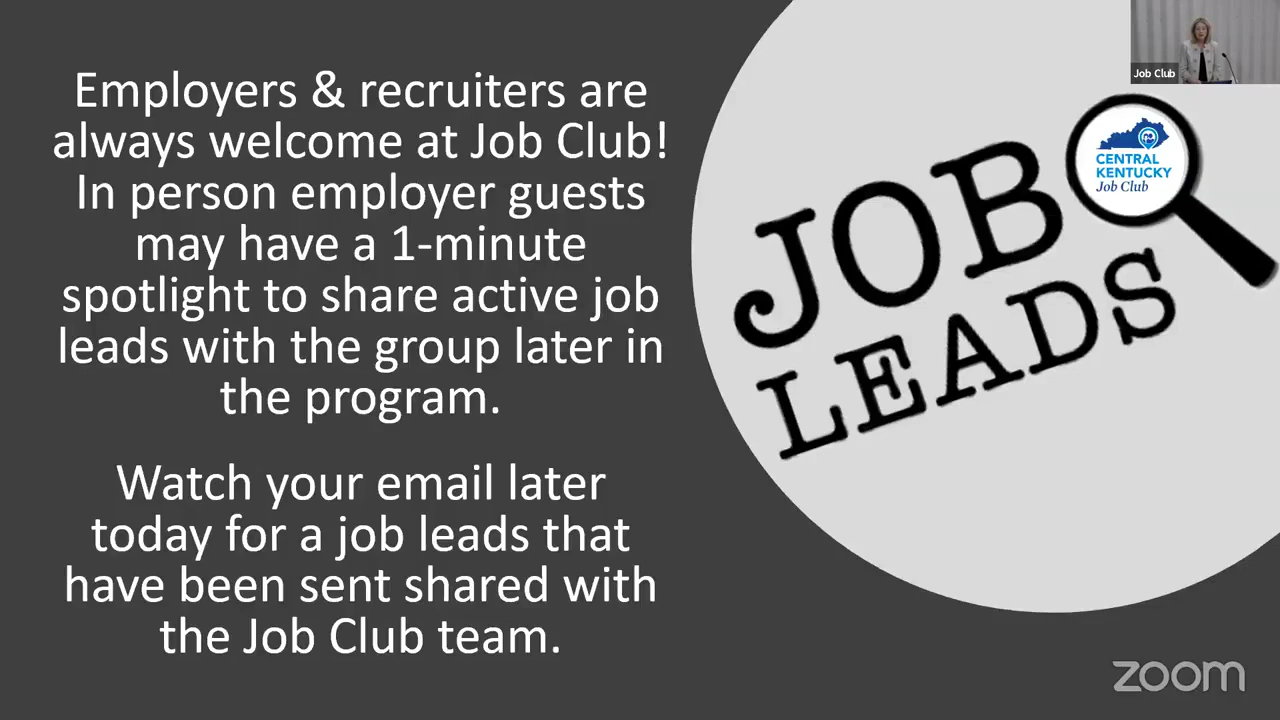 Employers & recruiters are
always welcome at Job Club!
In person employer guests
may have a 1-minute
spotlight to share active job
leads with the group later in
the program.
Watch your email later
today for a job leads that
have been sent shared with
the Job Club team.
Job Club
CENTRAL
KENTUCKY
Job Club
JOB
LEADS
zoom